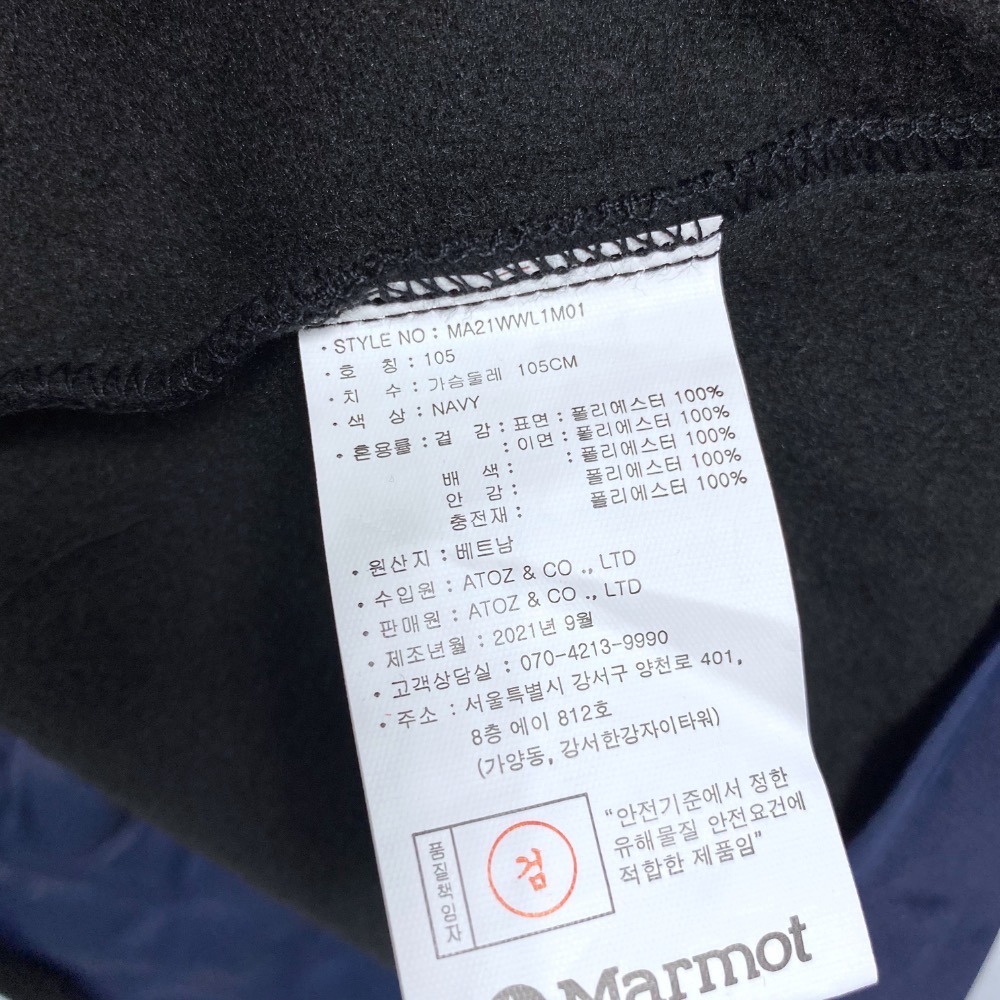 • STYLE NO : MA21WWL1M01
• 호 칭 : 105
• 치 수 : 가슴둘레 105CM
• 색 상 : NAVY
• 혼용률 : 겉 감 : 표면 : 폴리에스터 100%
: 이면 : 폴리에스터 100%
배 색 : : 폴리에스터 100%
안 감 : 폴리에스터 100%
충전재 : 폴리에스터 100%
• 원산지 : 베트남
• 수입원 : ATOZ & CO ., LTD
• 판매원 : ATOZ & CO ., LTD
• 제조년월 : 2021년 9월
• 고객상담실 : 070-4213-9990
• 주소 : 서울특별시 강서구 양천로 401,
8층 에이 812호
(가양동, 강서한강자이타워)
품질책임자
검
"안전기준에서 정한
유해물질 안전요건에
적합한 제품임"
Marmot